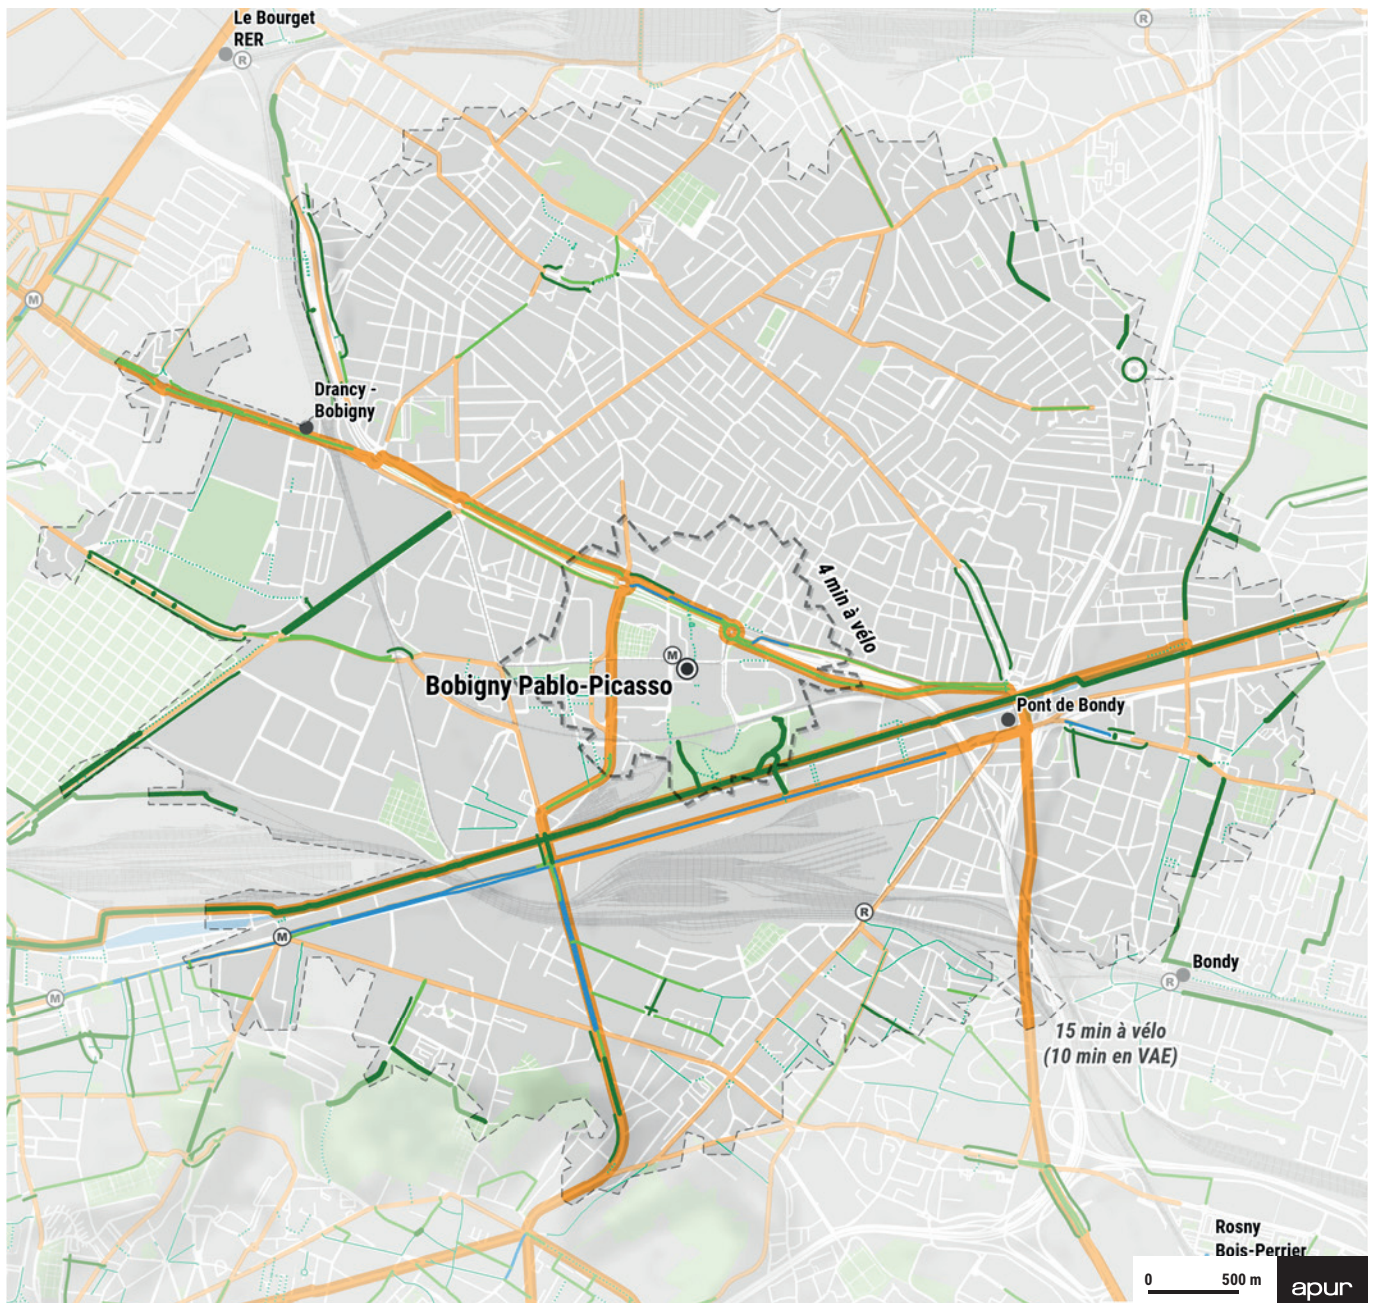 Le Bourget
RER
R
R
M
Drancy -
Bobigny
4 min à vélo
M
Bobigny Pablo-Picasso
Pont de Bondy
R
M
Bondy
R
M
15 min à vélo
(10 min en VAE)
Rosny
Bois-Perrier
0 500 m
apur